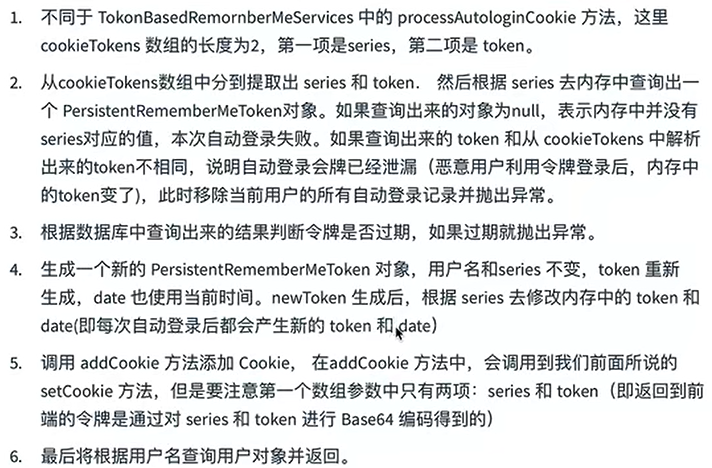 1. 不同于 TokonBasedRemornberMeServices 中的 processAutologinCookie 方法，这里
cookieTokens 数组的长度为2，第一项是series，第二项是 token。
2. 从cookieTokens数组中分到提取出 series 和 token． 然后根据 series 去内存中查询出一
个 PersistentRememberMeToken对象。如果查询出来的对象为null，表示内存中并没有
series对应的值，本次自动登录失败。如果查询出来的 token 和从 cookieTokens 中解析
出来的token不相同，说明自动登录会牌已经泄漏（恶意用户利用令牌登录后，内存中
的token变了)，此时移除当前用户的所有自动登录记录并抛出异常。
3. 根据数据库中查询出来的结果判断令牌是否过期，如果过期就抛出异常。
4. 生成一个新的 PersistentRememberMeToken 对象，用户名和series 不变，token 重新
生成，date 也使用当前时间。newToken 生成后，根据 series 去修改内存中的 token 和
date(即每次自动登录后都会产生新的 token 和 date）
5. 调用 addCookie 方法添加 Cookie， 在addCookie 方法中，会调用到我们前面所说的
setCookie 方法，但是要注意第一个数组参数中只有两项：series 和 token（即返回到前
端的令牌是通过对 series 和 token 进行 Base64 编码得到的）
6. 最后将根据用户名查询用户对象并返回。